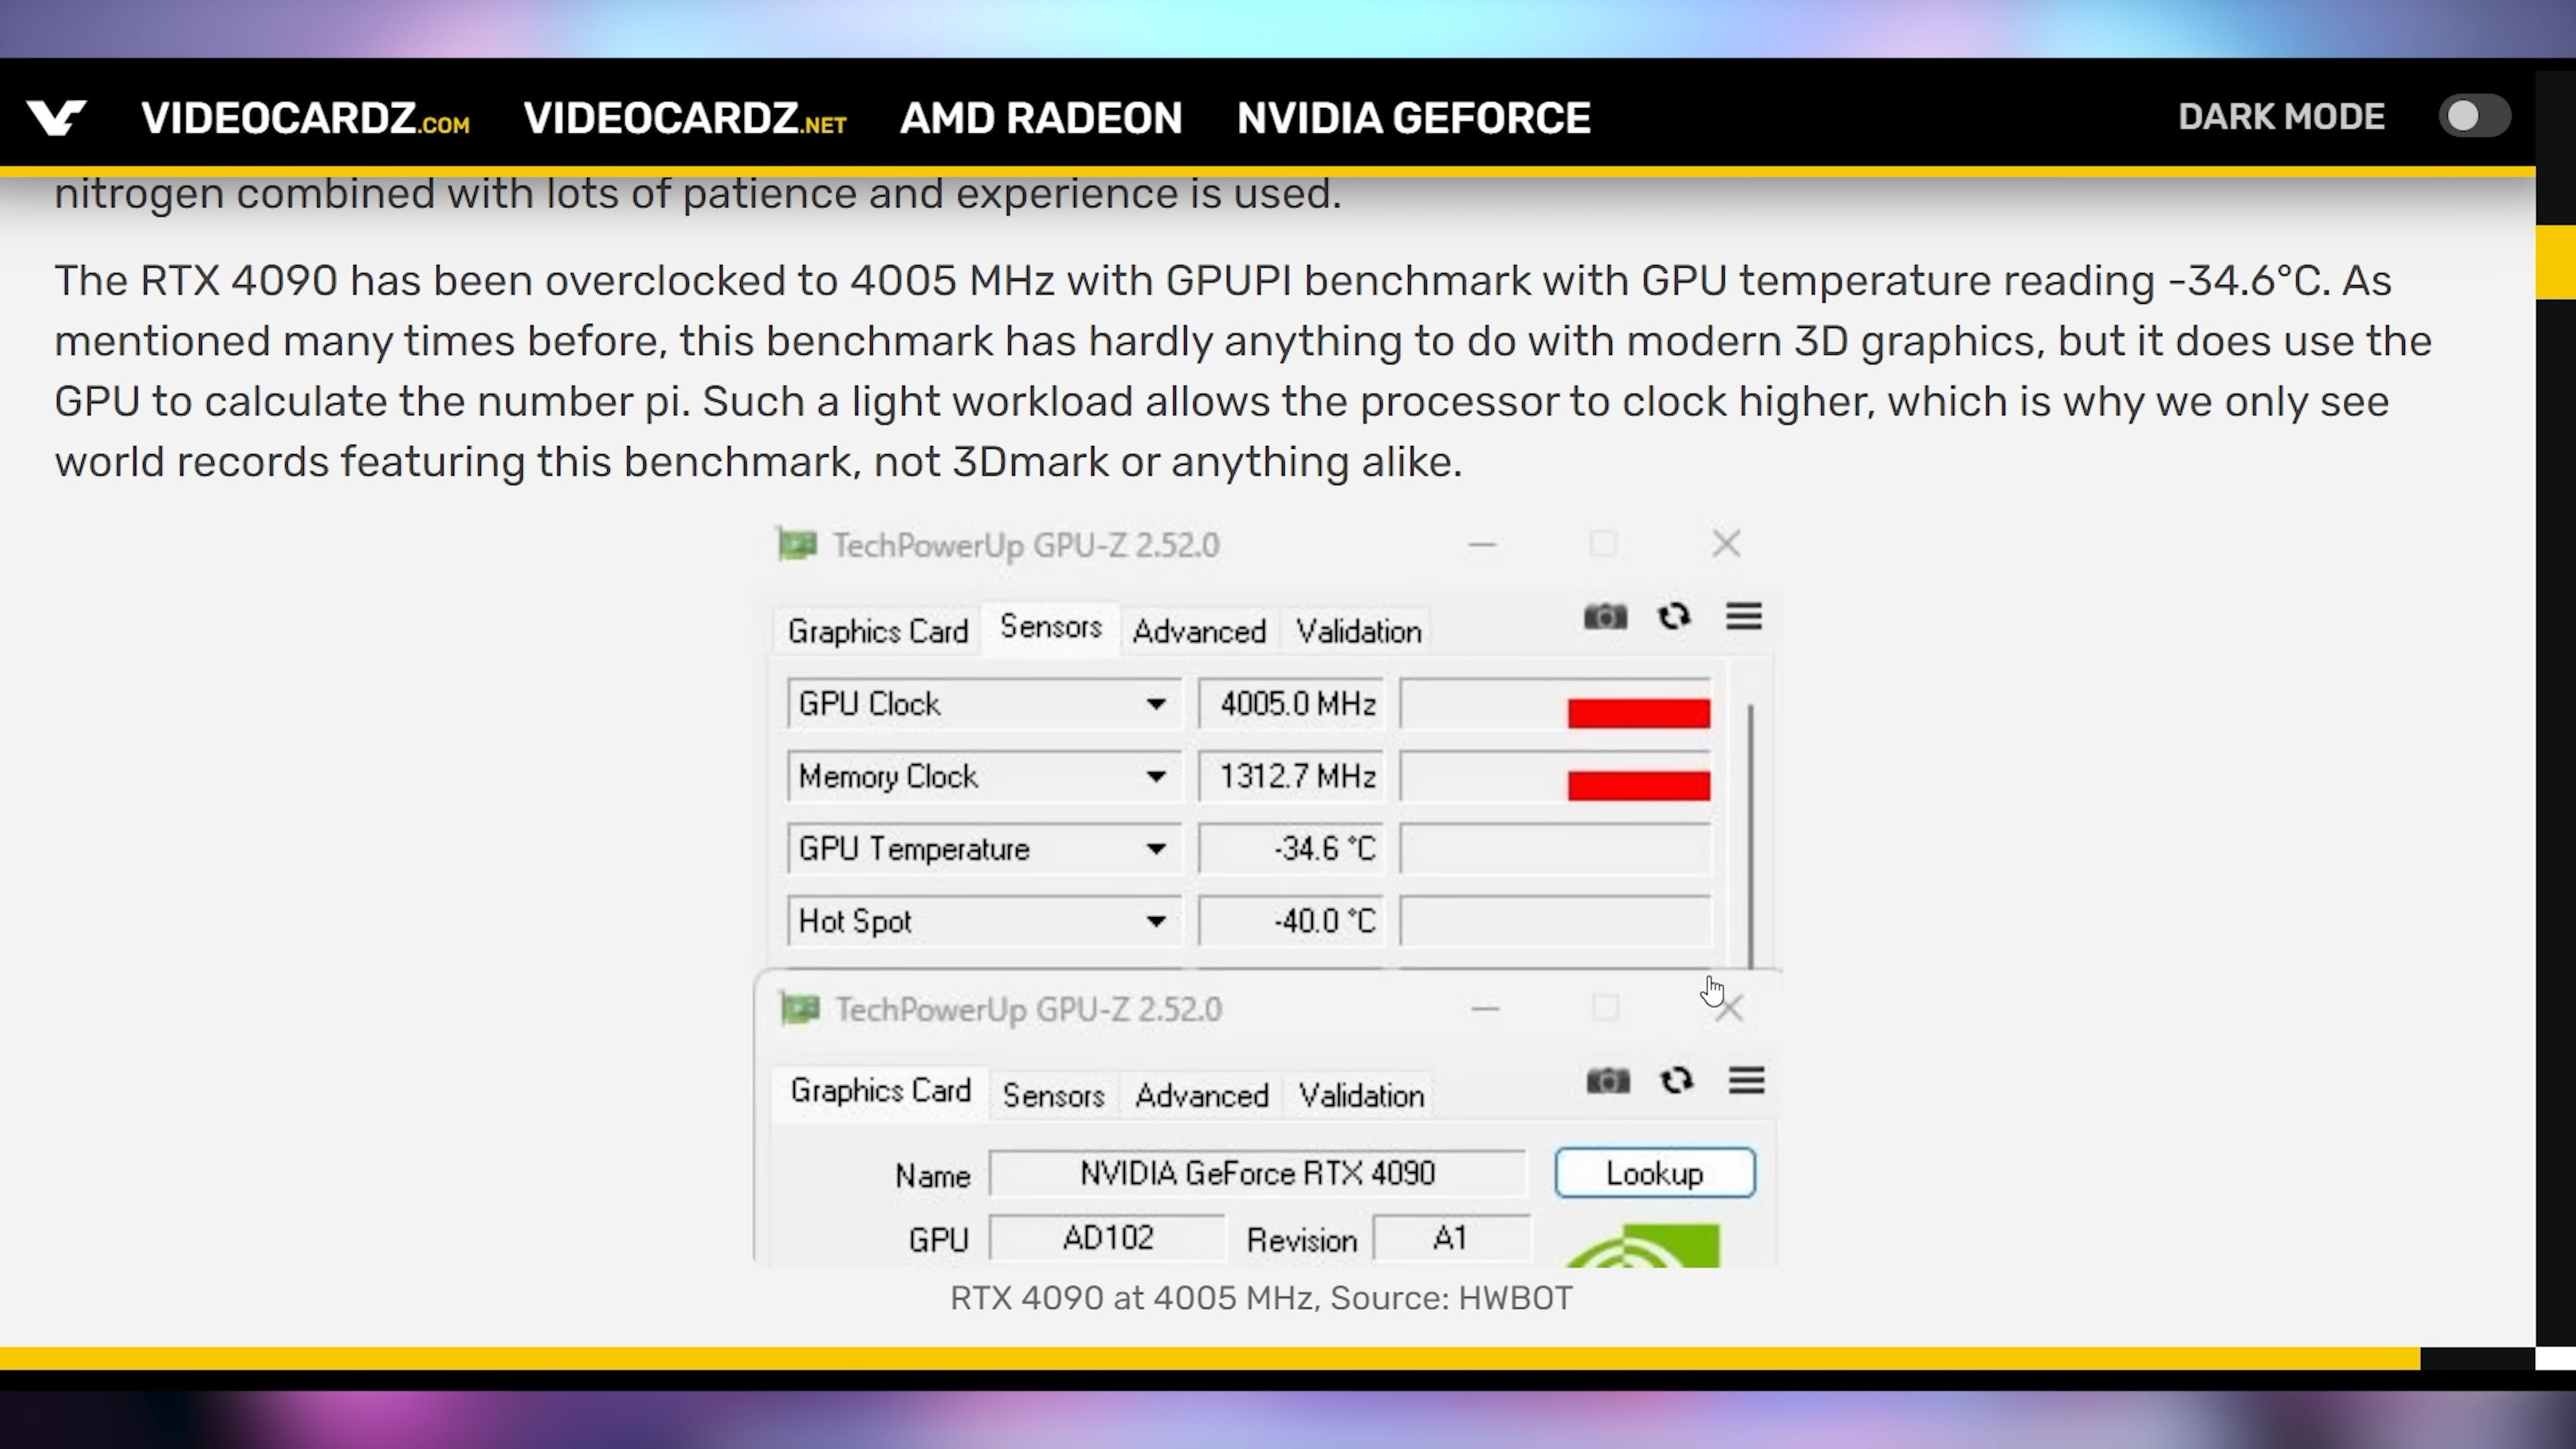 VIDEOCARDZ.COM VIDEOCARDZ.NET AMD RADEON NVIDIA GEFORCE DARK MODE
nitrogen combined with lots of patience and experience is used.
The RTX 4090 has been overclocked to 4005 MHz with GPUPI benchmark with GPU temperature reading -34.6°C. As
mentioned many times before, this benchmark has hardly anything to do with modern 3D graphics, but it does use the
GPU to calculate the number pi. Such a light workload allows the processor to clock higher, which is why we only see
world records featuring this benchmark, not 3Dmark or anything alike.
TechPowerUp GPU-Z 2.52.0
Graphics Card Sensors Advanced Validation
GPU Clock 4005.0 MHz
Memory Clock 1312.7 MHz
GPU Temperature -34.6 °C
Hot Spot -40.0 °C
TechPowerUp GPU-Z 2.52.0
Graphics Card Sensors Advanced Validation
Name NVIDIA GeForce RTX 4090 Lookup
GPU AD102 Revision A1
RTX 4090 at 4005 MHz, Source: HWBOT